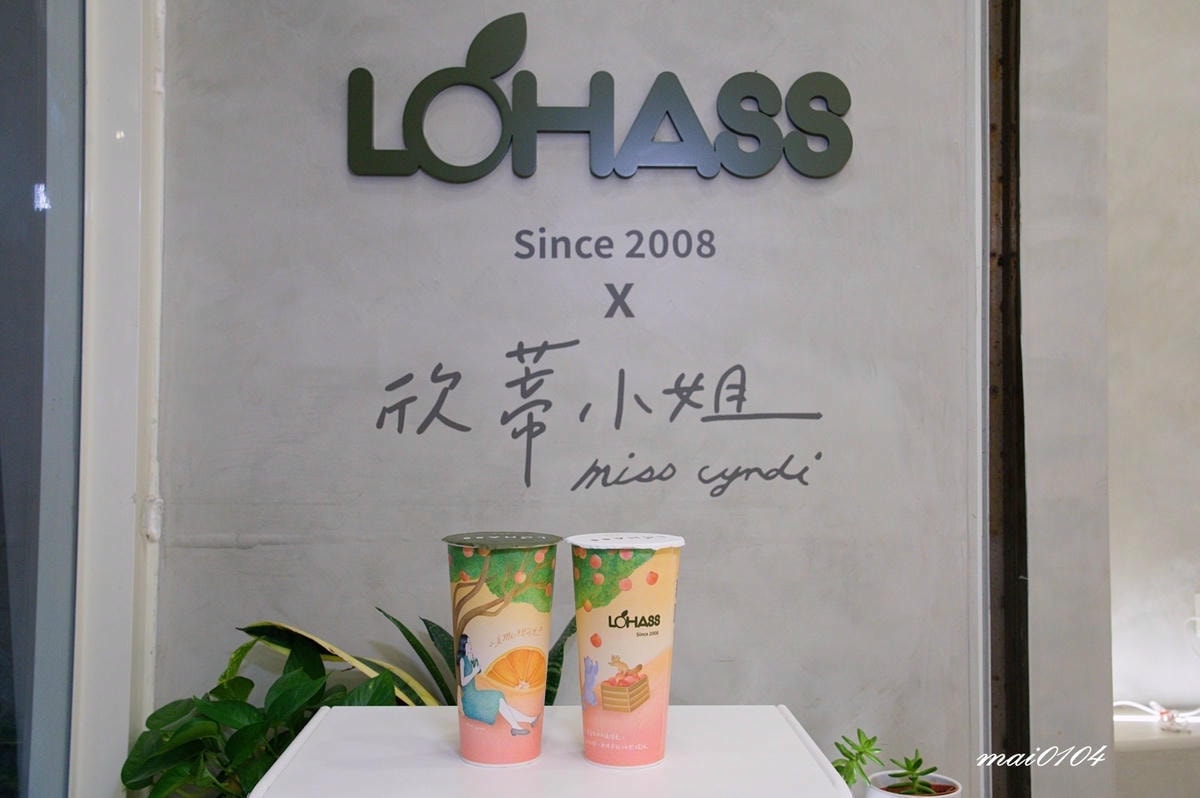 LOHASS
Since 2008
X
欣蒂小姐
miss cyndi
LOHASS
Since 2008
mai0104